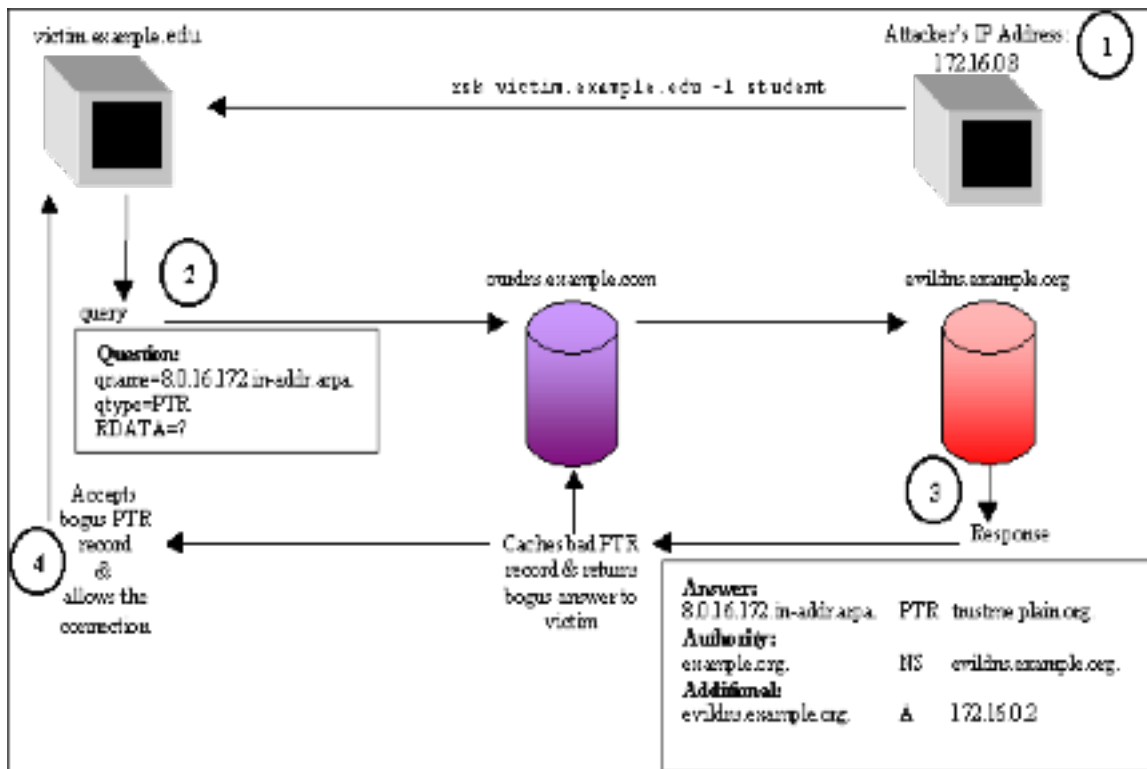 victim.example.edu
Attacker's IP Address:
172.16.0.8
1
rsh victim.example.edu -l student
2
ourdns.example.com
evildns.example.org
query
Question:
qname=8.0.16.172.in-addr.arpa.
qtype=PTR
RDATA=?
3
Response
4
Accepts
bogus PTR
record
&
allows the
connection
Caches bad PTR
record & returns
bogus answer to
victim
Answer:
8.0.16.172.in-addr.arpa. PTR trustme.plain.org.
Authority:
example.org. NS evildns.example.org.
Additional:
evildns.example.org. A 172.16.0.2